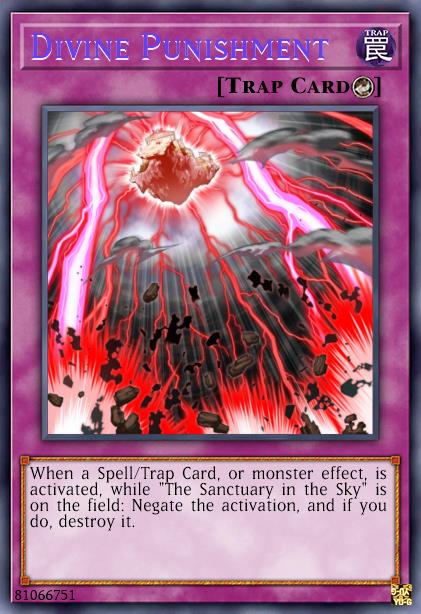 Divine Punishment
TRAP
罠
[Trap Card]
When a Spell/Trap Card, or monster effect, is
activated, while "The Sanctuary in the Sky" is
on the field: Negate the activation, and if you
do, destroy it.
81066751